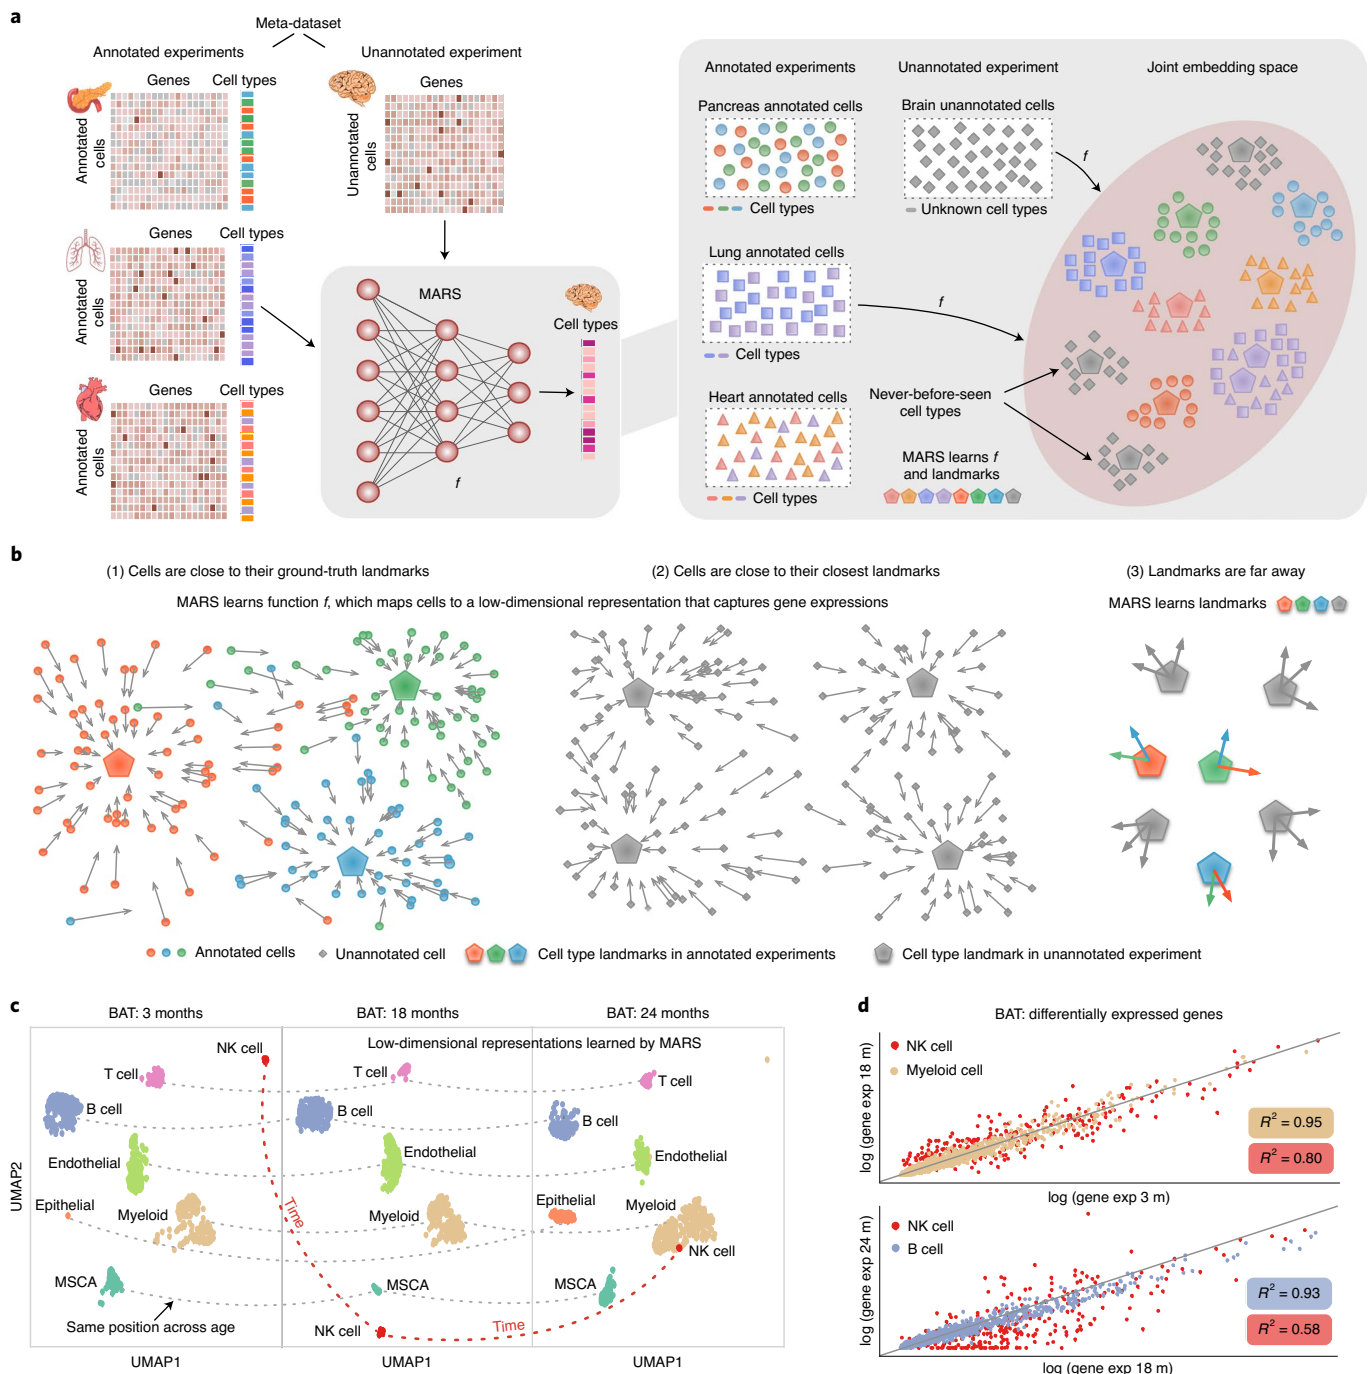 a
Meta-dataset
Annotated experiments
Unannotated experiment
Genes
Cell types
Annotated
cells
Genes
Unannotated
cells
Genes
Cell types
Annotated
cells
Genes
Cell types
Annotated
cells
MARS
f
Cell types
Annotated experiments
Unannotated experiment
Joint embedding space
Pancreas annotated cells
Brain unannotated cells
f
Cell types
Unknown cell types
Lung annotated cells
f
Cell types
Heart annotated cells
Never-before-seen
cell types
MARS learns f
and landmarks
Cell types
b
(1) Cells are close to their ground-truth landmarks
(2) Cells are close to their closest landmarks
(3) Landmarks are far away
MARS learns function f, which maps cells to a low-dimensional representation that captures gene expressions
MARS learns landmarks
Annotated cells
Unannotated cell
Cell type landmarks in annotated experiments
Cell type landmark in unannotated experiment
c
BAT: 3 months
BAT: 18 months
BAT: 24 months
Low-dimensional representations learned by MARS
NK cell
T cell
T cell
T cell
B cell
B cell
B cell
Endothelial
Endothelial
Endothelial
Epithelial
Myeloid
Time
Myeloid
Epithelial
NK cell
MSCA
MSCA
MSCA
Same position across age
NK cell
Time
UMAP2
UMAP1
UMAP1
UMAP1
d
BAT: differentially expressed genes
NK cell
Myeloid cell
R² = 0.95
R² = 0.80
log (gene exp 18 m)
log (gene exp 3 m)
NK cell
B cell
R² = 0.93
R² = 0.58
log (gene exp 24 m)
log (gene exp 18 m)